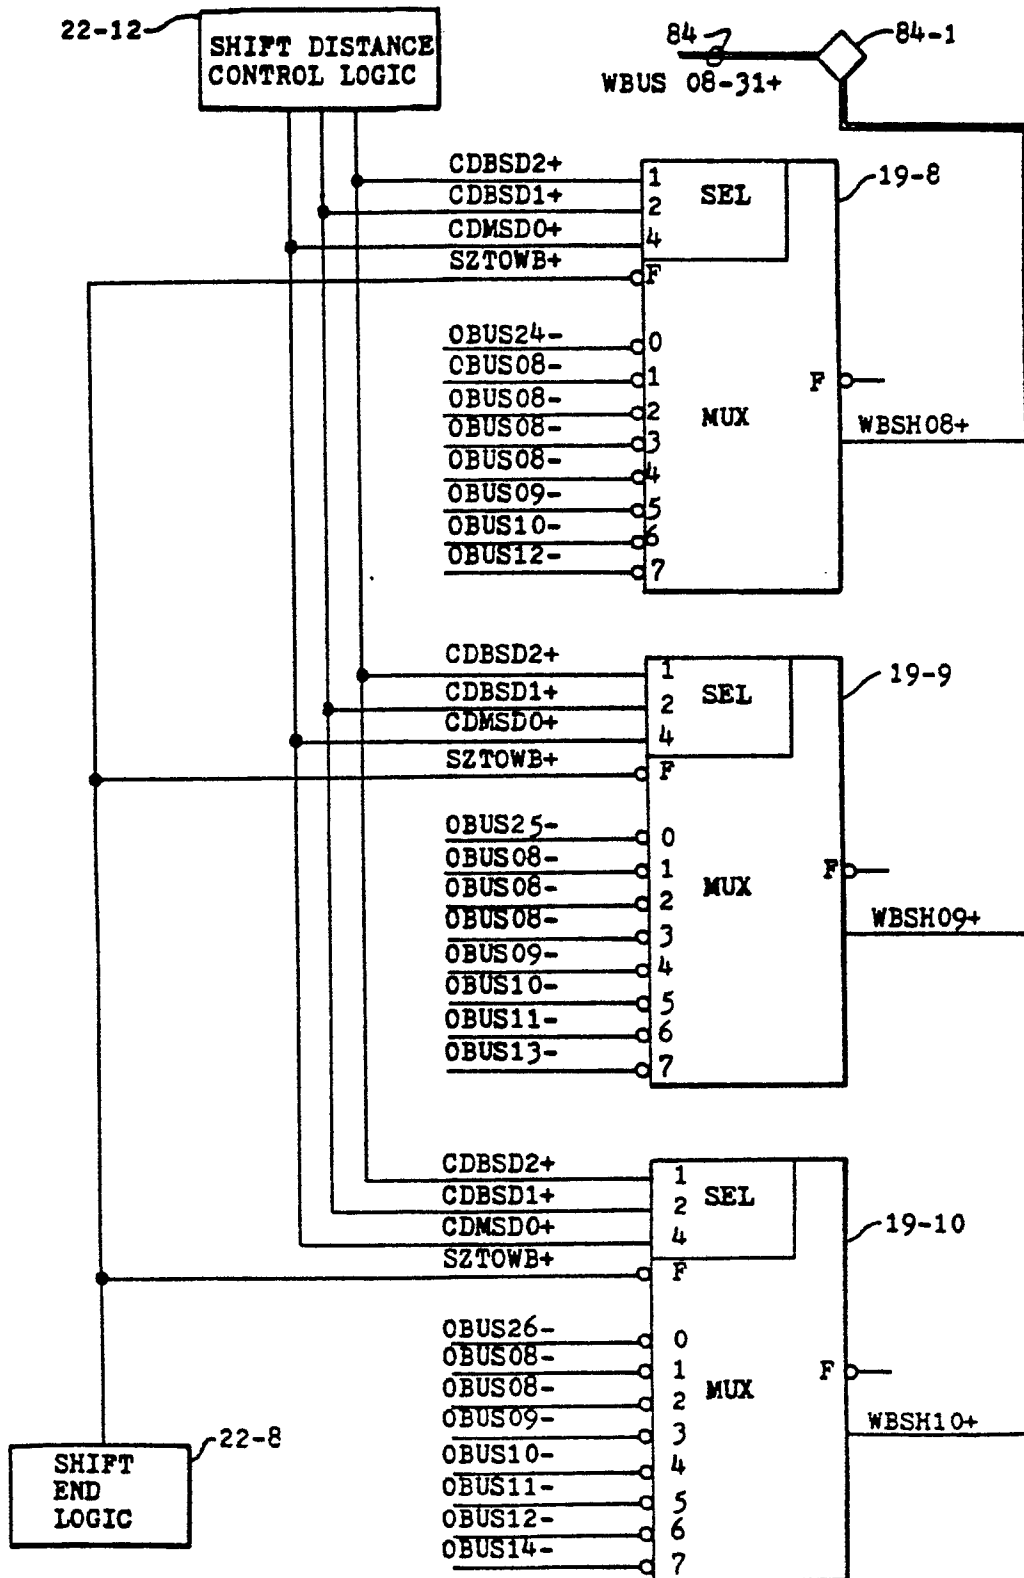 22-12
SHIFT DISTANCE
CONTROL LOGIC
84
84-1
WBUS 08-31+
CDBSD2+
1
SEL
19-8
CDBSD1+
2
CDMSD0+
4
SZTOWB+
F
OBUS24-
0
OBUS08-
1
F
OBUS08-
2
MUX
OBUS08-
3
WBSH08+
OBUS08-
4
OBUS09-
5
OBUS10-
6
OBUS12-
7
CDBSD2+
1
SEL
19-9
CDBSD1+
2
CDMSD0+
4
SZTOWB+
F
OBUS25-
0
OBUS08-
1
F
OBUS08-
2
MUX
OBUS08-
3
WBSH09+
OBUS09-
4
OBUS10-
5
OBUS11-
6
OBUS13-
7
CDBSD2+
1
SEL
CDBSD1+
2
19-10
CDMSD0+
4
SZTOWB+
F
OBUS26-
0
OBUS08-
1
F
OBUS08-
2
MUX
OBUS09-
3
WBSH10+
OBUS10-
4
OBUS11-
5
OBUS12-
6
OBUS14-
7
22-8
SHIFT
END
LOGIC